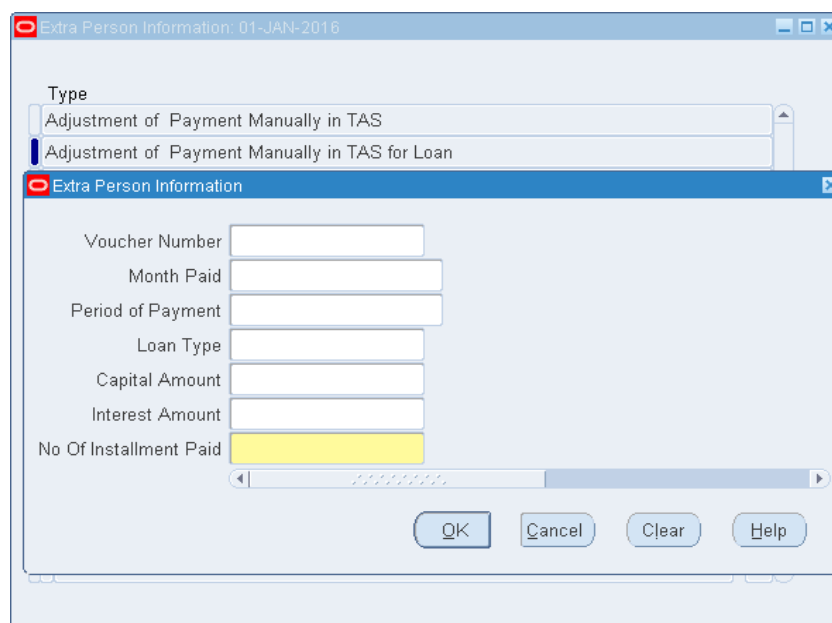 Extra Person Information: 01-JAN-2016
Type
Adjustment of Payment Manually in TAS
Adjustment of Payment Manually in TAS for Loan
Extra Person Information
Voucher Number
Month Paid
Period of Payment
Loan Type
Capital Amount
Interest Amount
No Of Installment Paid
OK Cancel Clear Help